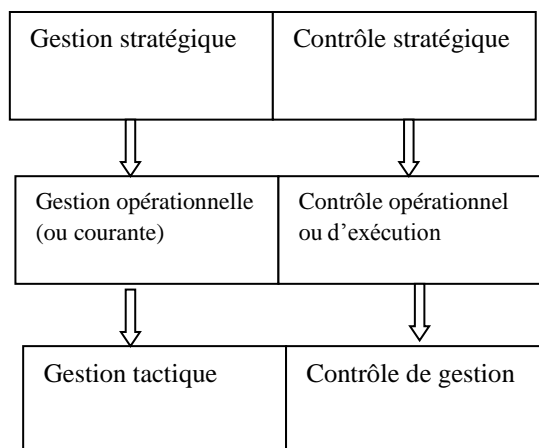 Gestion stratégique
Contrôle stratégique
Gestion opérationnelle
(ou courante)
Contrôle opérationnel
ou d’exécution
Gestion tactique
Contrôle de gestion